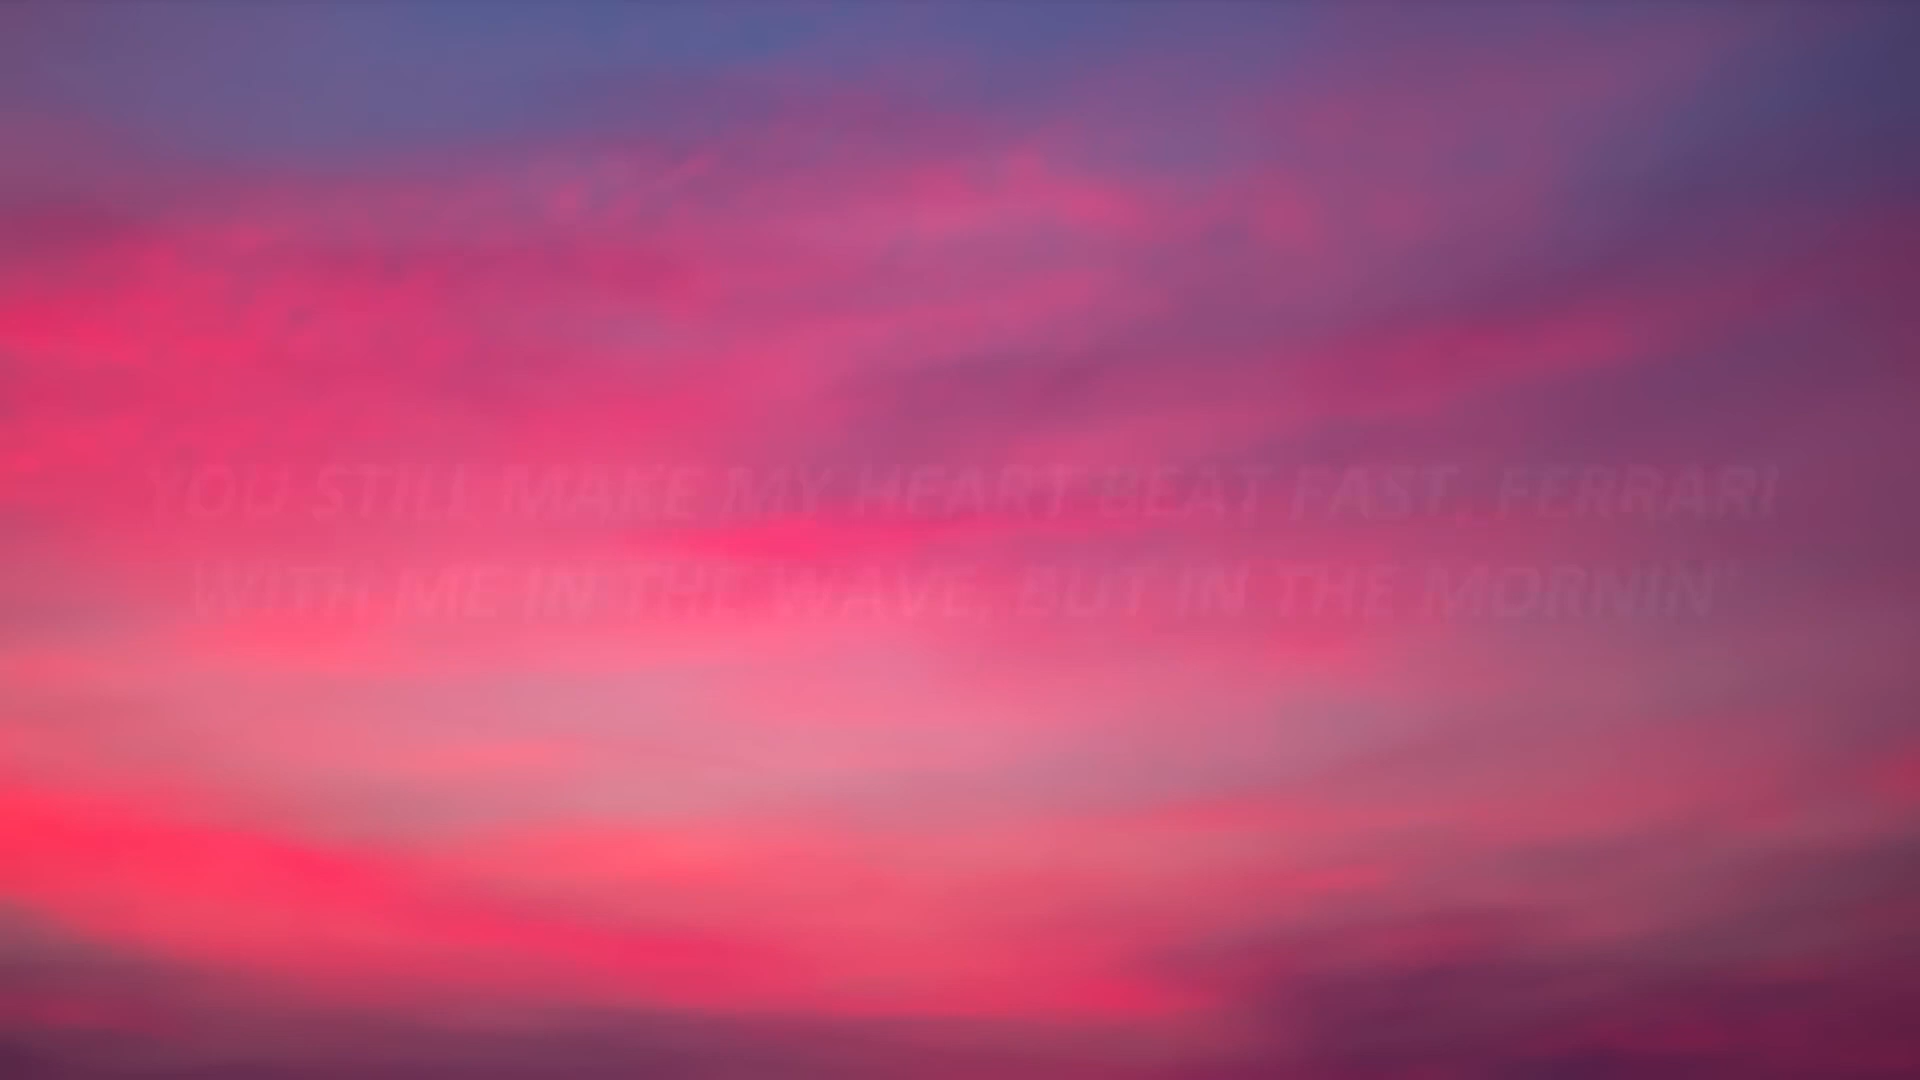 YOU STILL MAKE MY HEART BEAT FAST, FERRARI
WITH ME IN THE WAVE, BUT IN THE MORNIN'